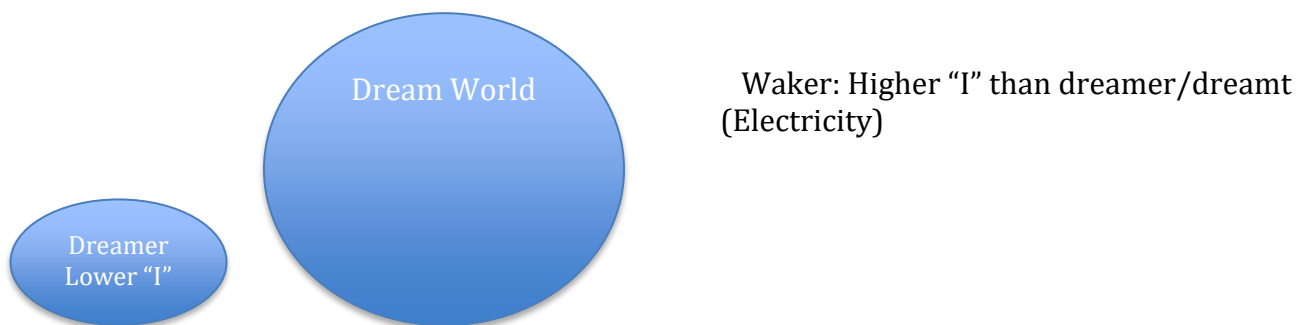 Dream World
Waker: Higher “I” than dreamer/dreamt
(Electricity)
Dreamer
Lower “I”